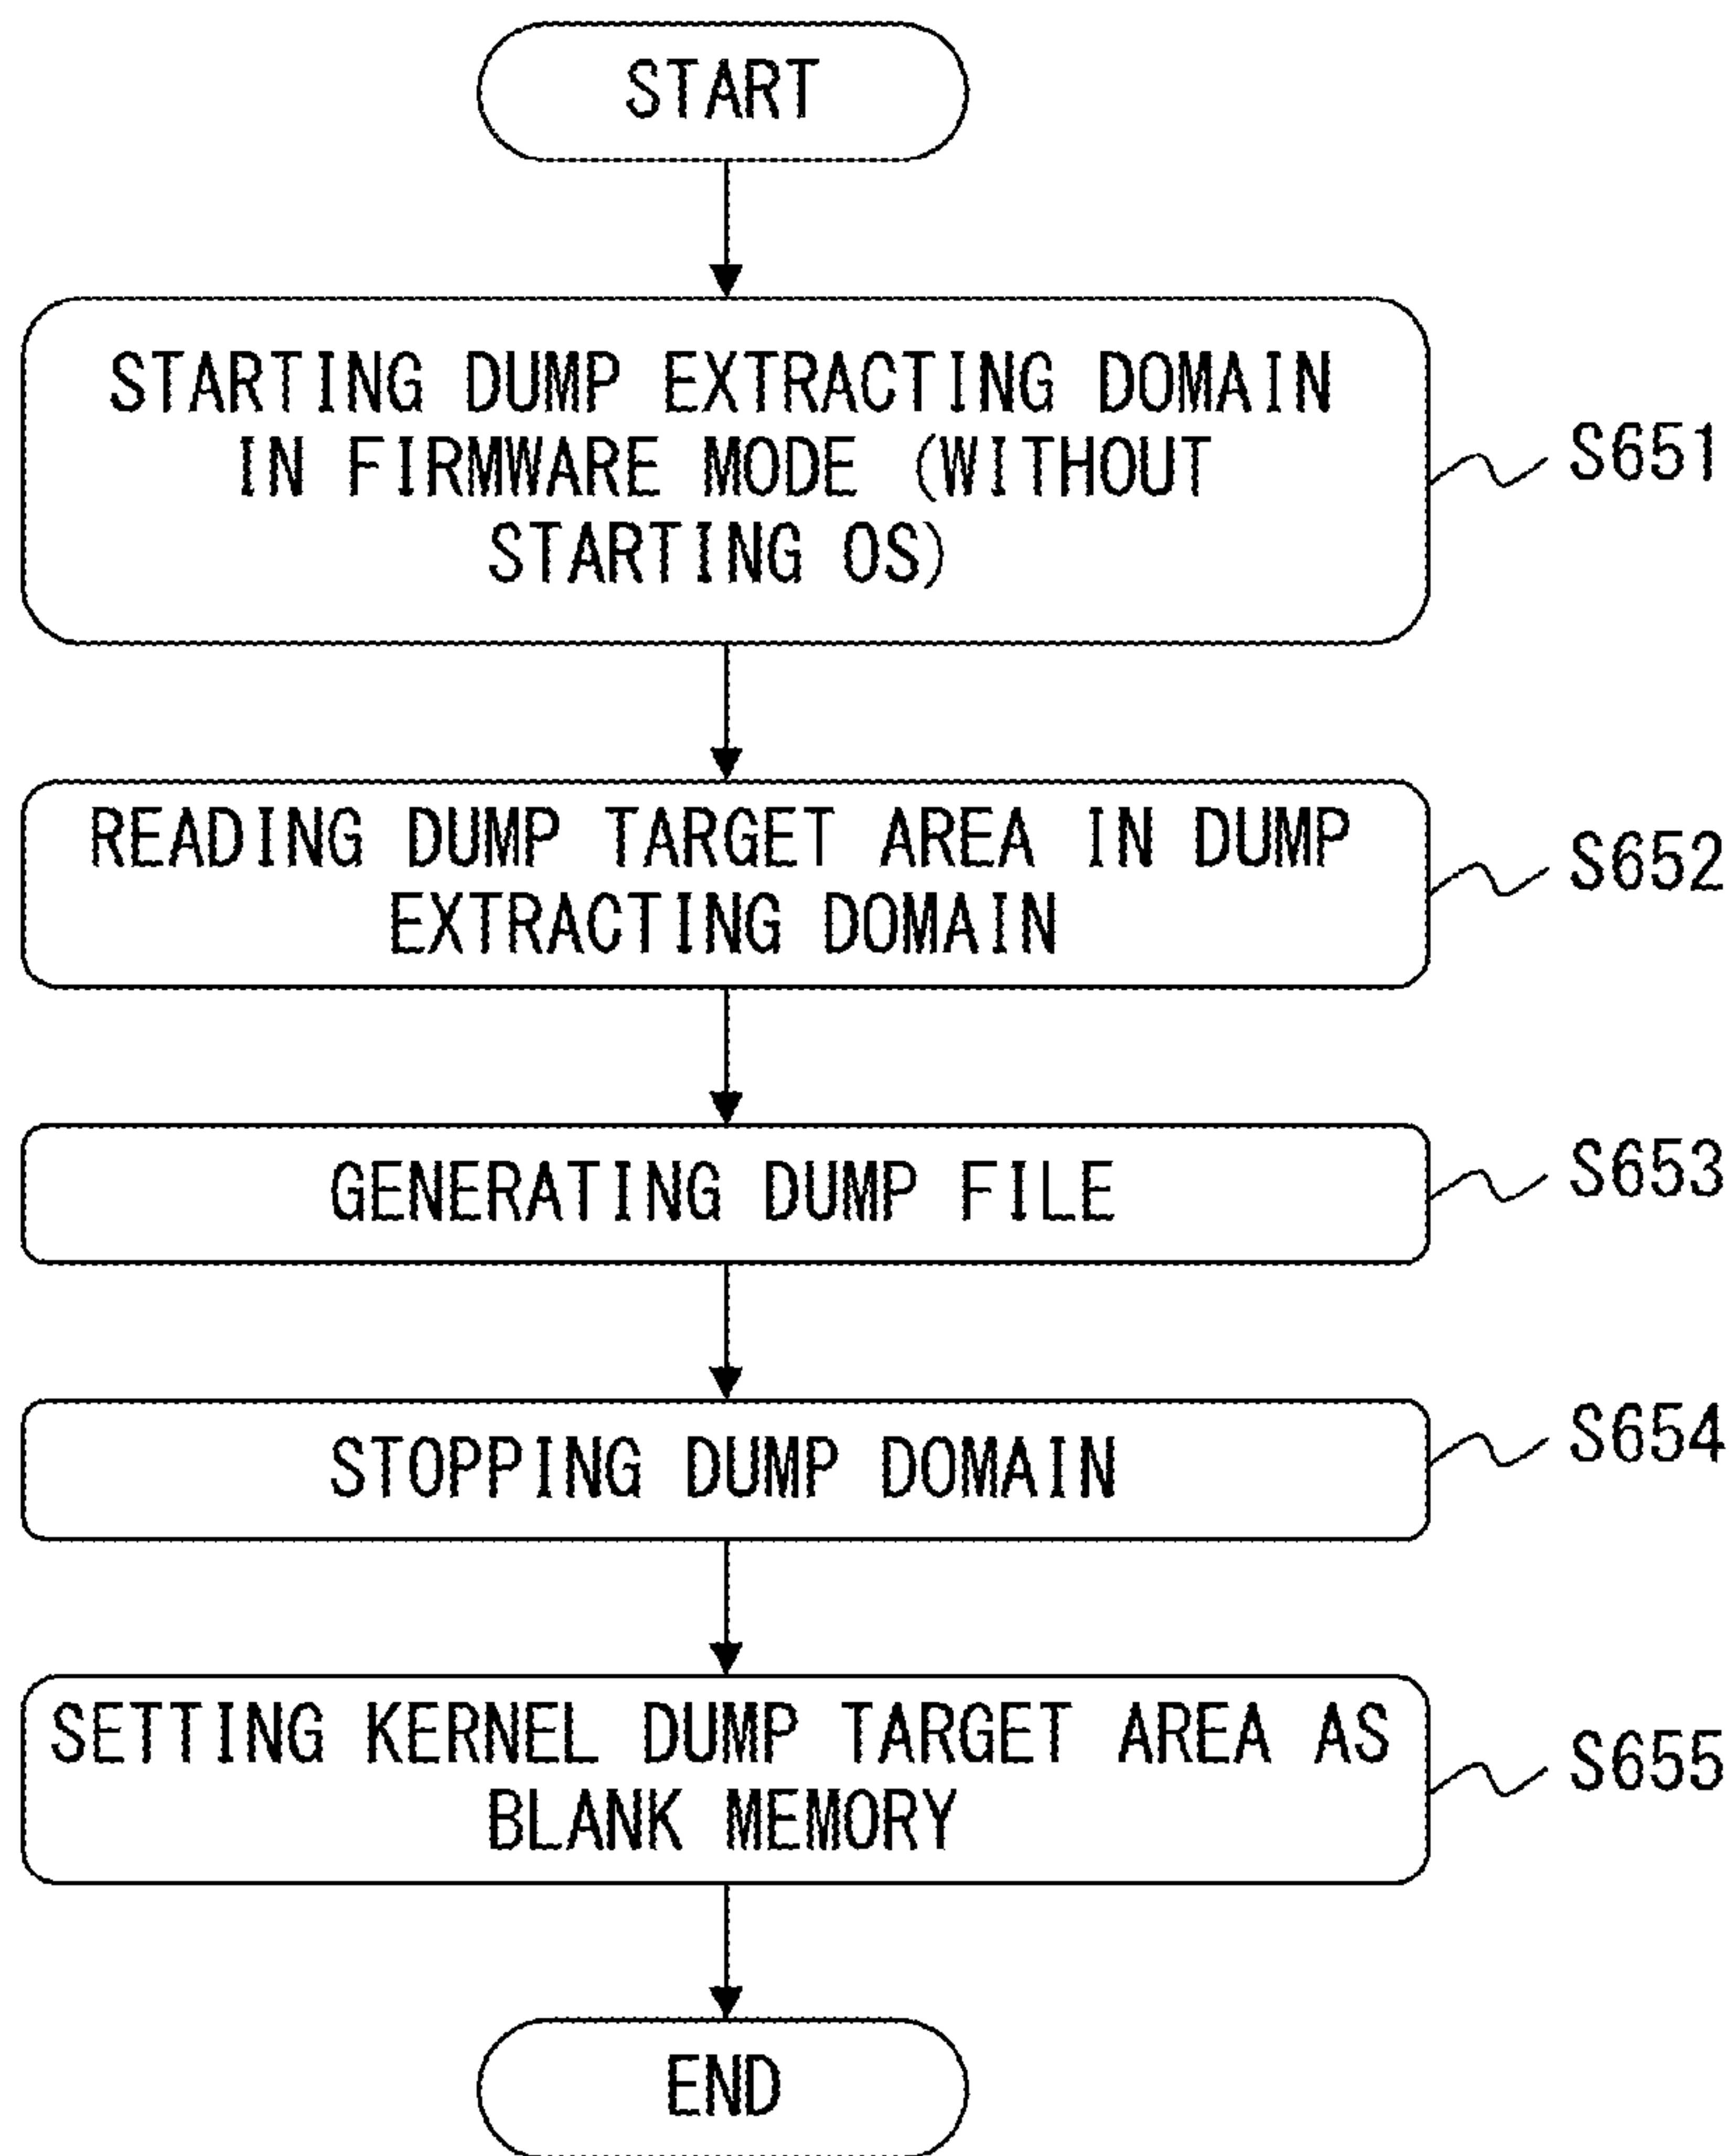 START
STARTING DUMP EXTRACTING DOMAIN
IN FIRMWARE MODE (WITHOUT
STARTING OS)
S651
READING DUMP TARGET AREA IN DUMP
EXTRACTING DOMAIN
S652
GENERATING DUMP FILE
S653
STOPPING DUMP DOMAIN
S654
SETTING KERNEL DUMP TARGET AREA AS
BLANK MEMORY
S655
END